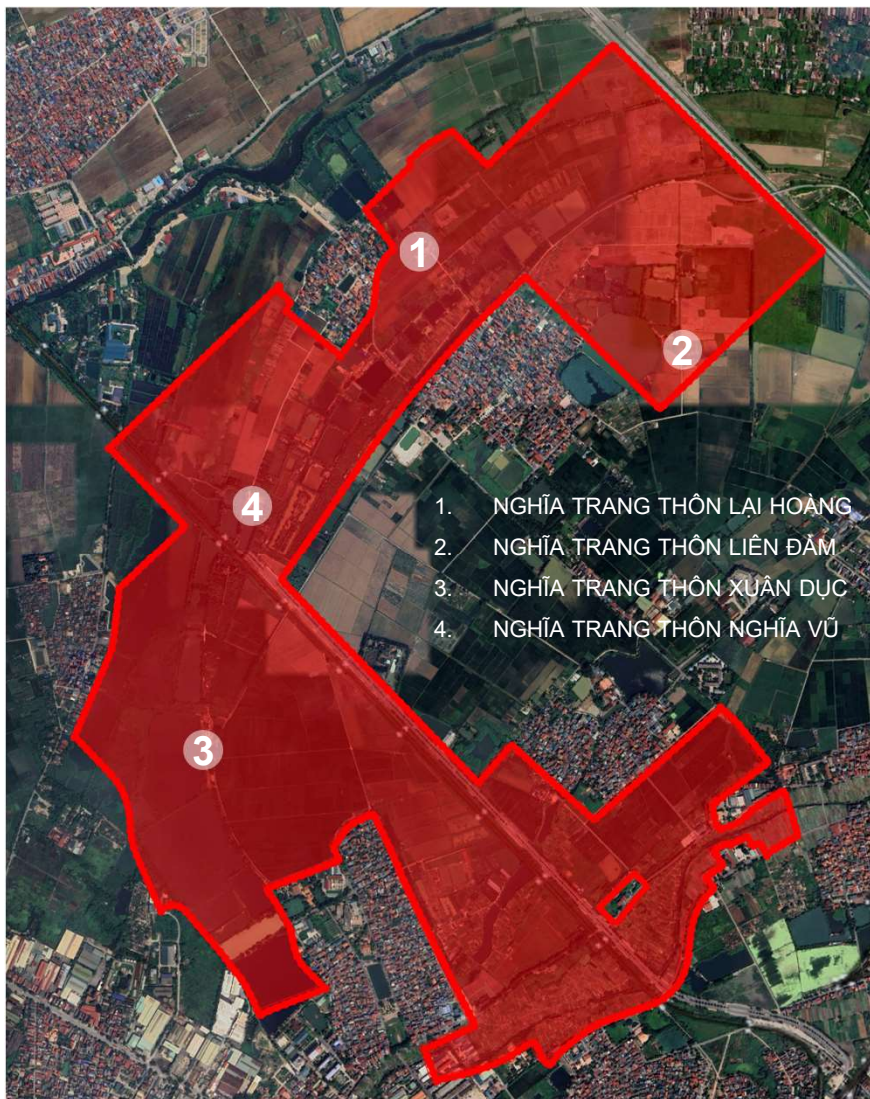 1
2
4
1. NGHĨA TRANG THÔN LẠI HOÀNG
2. NGHĨA TRANG THÔN LIÊN ĐÀM
3. NGHĨA TRANG THÔN XUÂN DỤC
4. NGHĨA TRANG THÔN NGHĨA VŨ
3